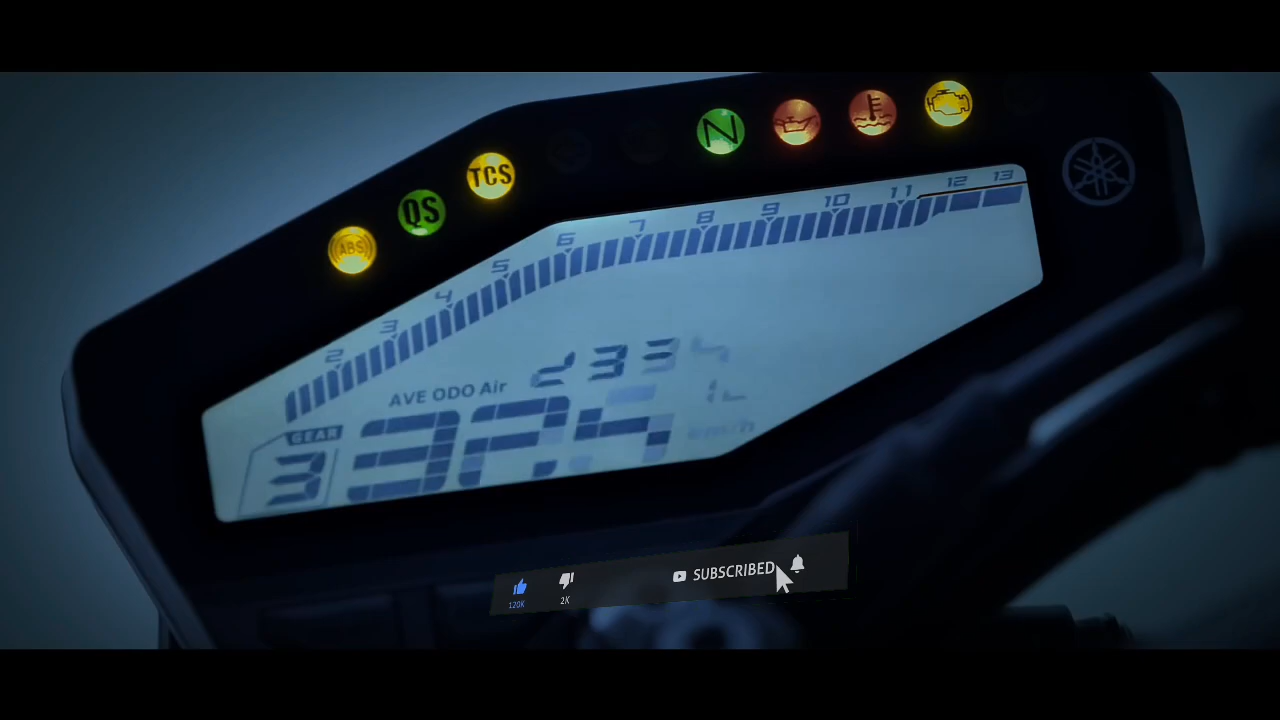 ABS
QS
TCS
N
2 3 4 5 6 7 8 9 10 11 12 13
AVE ODO Air
GEAR
3
km/h
120K
2K
SUBSCRIBED